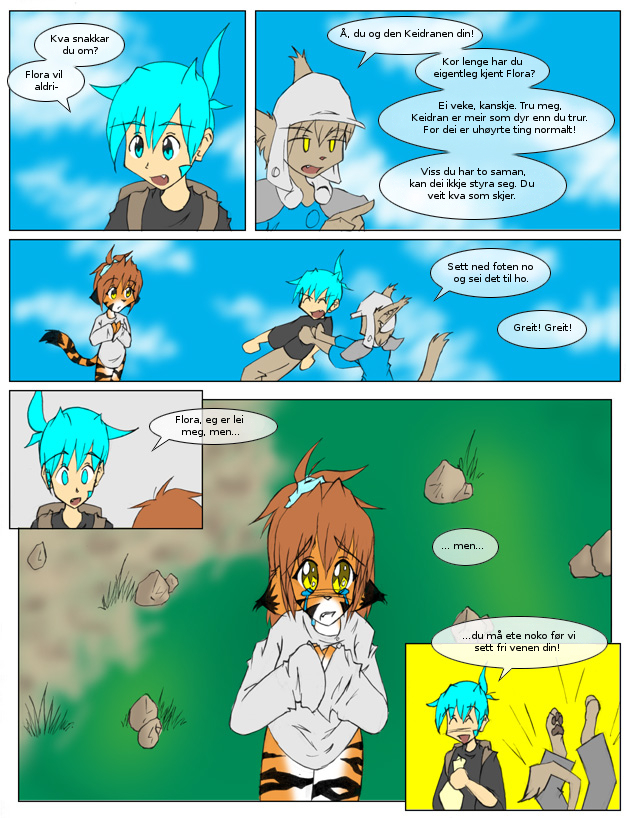 Kva snakkar
du om?
Flora vil
aldri-
Å, du og den Keidranen din!
Kor lenge har du
eigentleg kjent Flora?
Ei veke, kanskje. Tru meg,
Keidran er meir som dyr enn du trur.
For dei er uhøyrte ting normalt!
Viss du har to saman,
kan dei ikkje styra seg. Du
veit kva som skjer.
Sett ned foten no
og sei det til ho.
Greit! Greit!
Flora, eg er lei
meg, men...
... men...
...du må ete noko før vi
sett fri venen din!